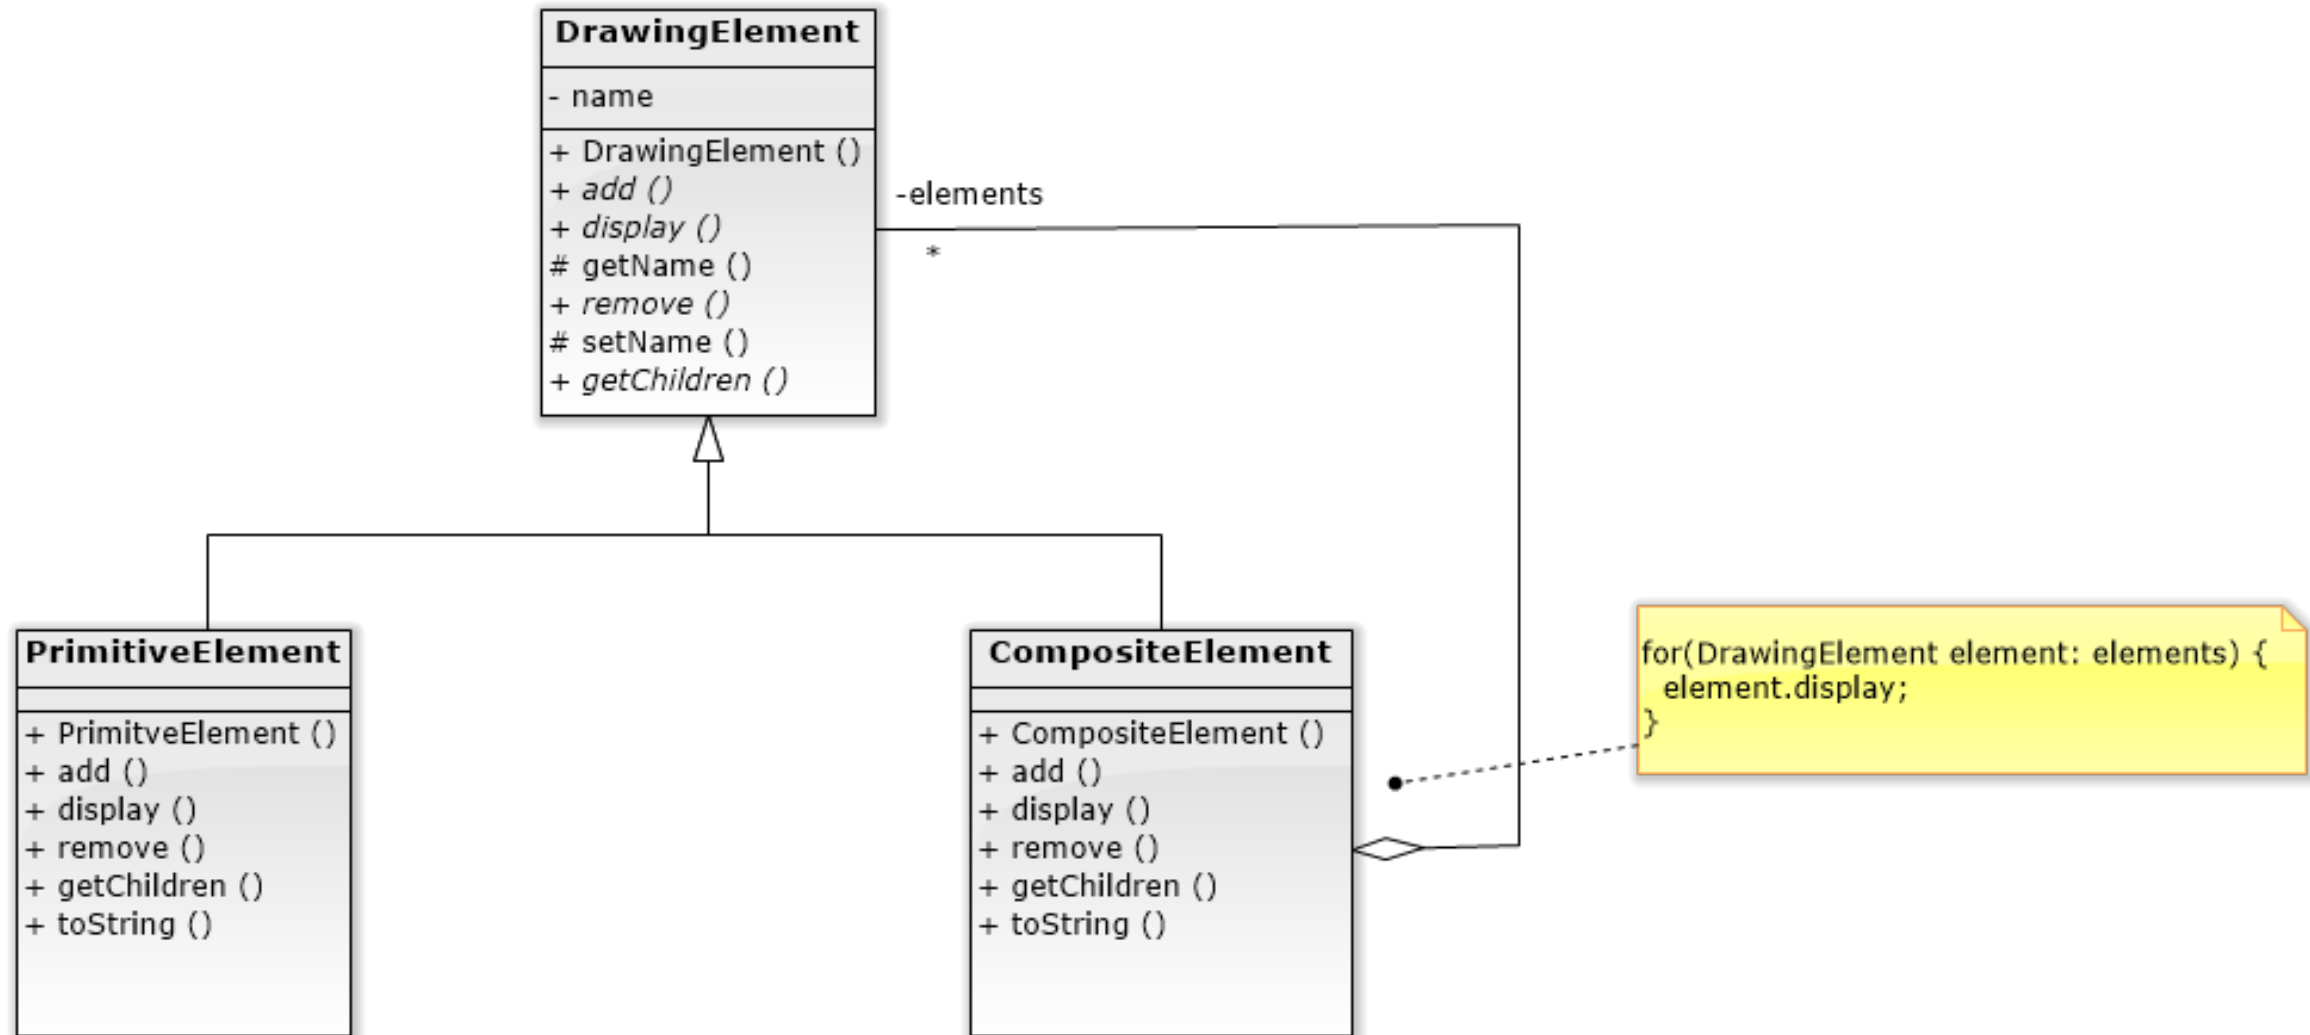 DrawingElement
- name
+ DrawingElement ()
+ add ()
+ display ()
# getName ()
+ remove ()
# setName ()
+ getChildren ()
-elements
*
PrimitiveElement
+ PrimitveElement ()
+ add ()
+ display ()
+ remove ()
+ getChildren ()
+ toString ()
CompositeElement
+ CompositeElement ()
+ add ()
+ display ()
+ remove ()
+ getChildren ()
+ toString ()
for(DrawingElement element: elements) {
element.display;
}